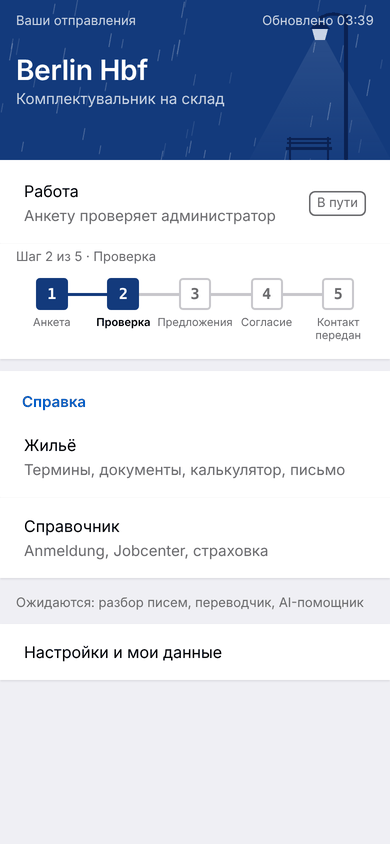 Ваши отправления
Обновлено 03:39
Berlin Hbf
Комплектувальник на склад
Работа
Анкету проверяет администратор
В пути
Шаг 2 из 5 · Проверка
1 2 3 4 5
Анкета Проверка Предложения Согласие Контакт
передан
Справка
Жильё
Термины, документы, калькулятор, письмо
Справочник
Anmeldung, Jobcenter, страховка
Ожидаются: разбор писем, переводчик, AI-помощник
Настройки и мои данные